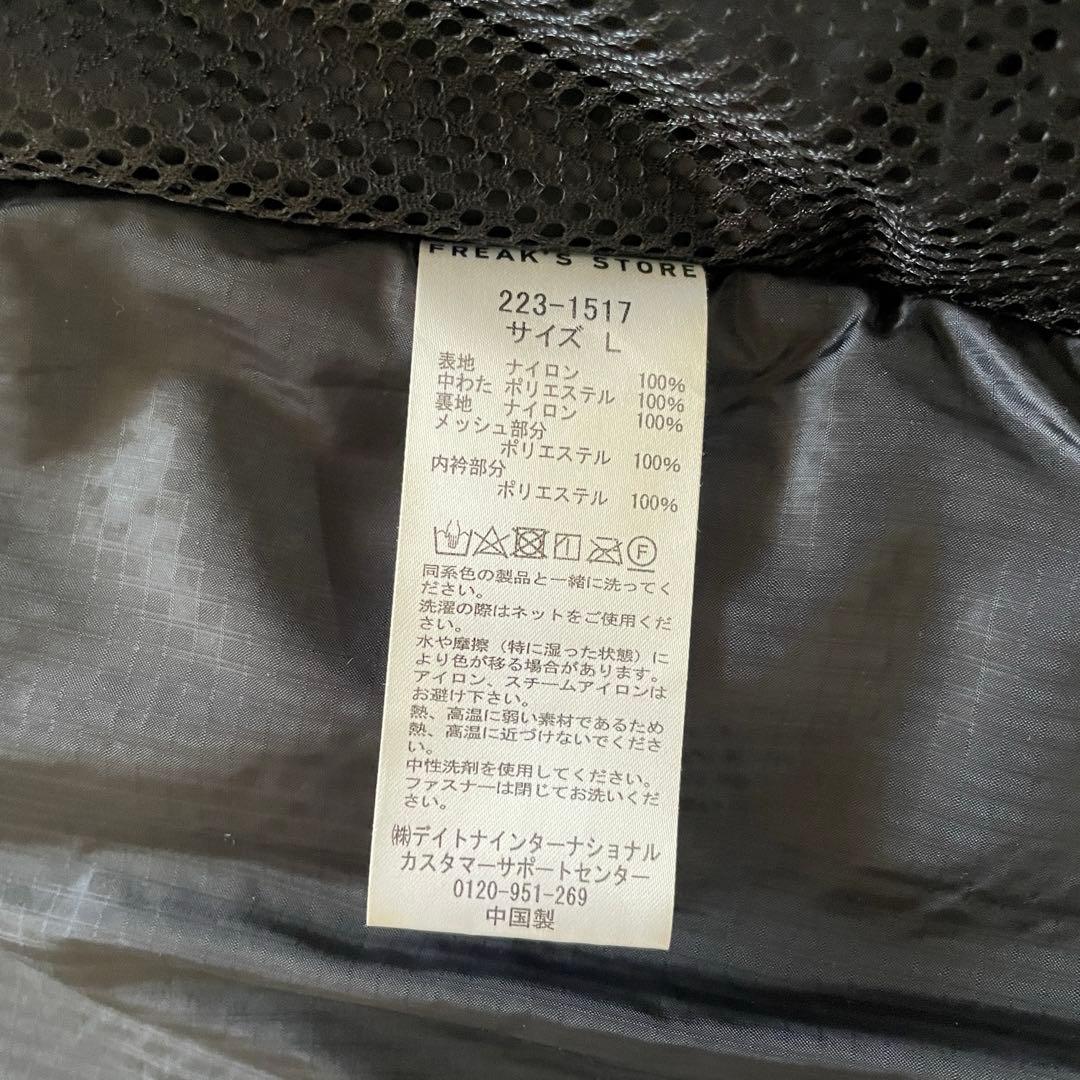 FREAK'S STORE
223-1517
サイズ L
表地 ナイロン 100%
中わた ポリエステル 100%
裏地 ナイロン 100%
メッシュ部分
ポリエステル 100%
内衿部分
ポリエステル 100%
F
同系色の製品と一緒に洗ってく
ださい。
洗濯の際はネットをご使用くだ
さい。
水や摩擦（特に湿った状態）に
より色が移る場合があります。
アイロン、スチームアイロンは
お避け下さい。
熱、高温に弱い素材であるため
熱、高温に近づけないでくださ
い。
中性洗剤を使用してください。
ファスナーは閉じてお洗いくだ
さい。
㈱デイトナインターナショナル
カスタマーサポートセンター
0120-951-269
中国製